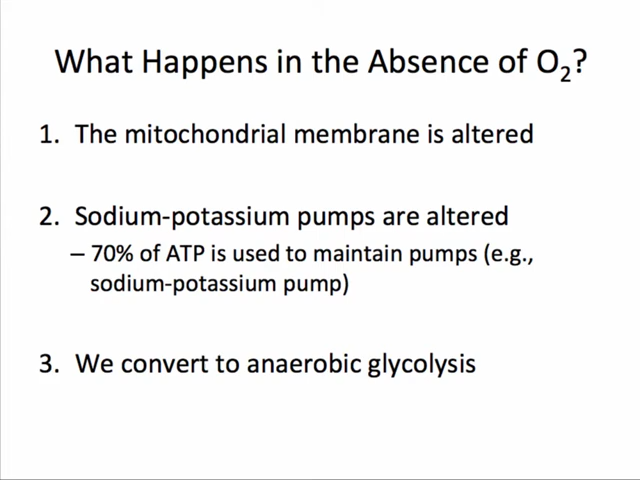 What Happens in the Absence of O₂?
1. The mitochondrial membrane is altered
2. Sodium-potassium pumps are altered
– 70% of ATP is used to maintain pumps (e.g.,
sodium-potassium pump)
3. We convert to anaerobic glycolysis